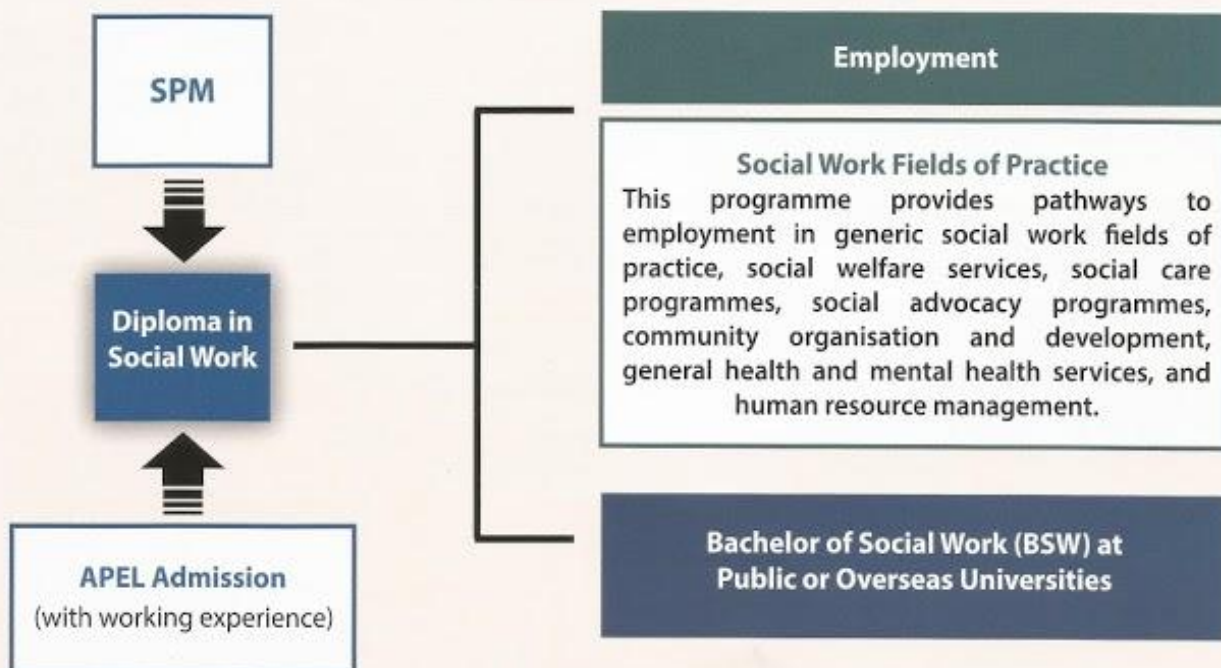 SPM
Diploma in
Social Work
APEL Admission
(with working experience)
Employment
Social Work Fields of Practice
This programme provides pathways to
employment in generic social work fields of
practice, social welfare services, social care
programmes, social advocacy programmes,
community organisation and development,
general health and mental health services, and
human resource management.
Bachelor of Social Work (BSW) at
Public or Overseas Universities